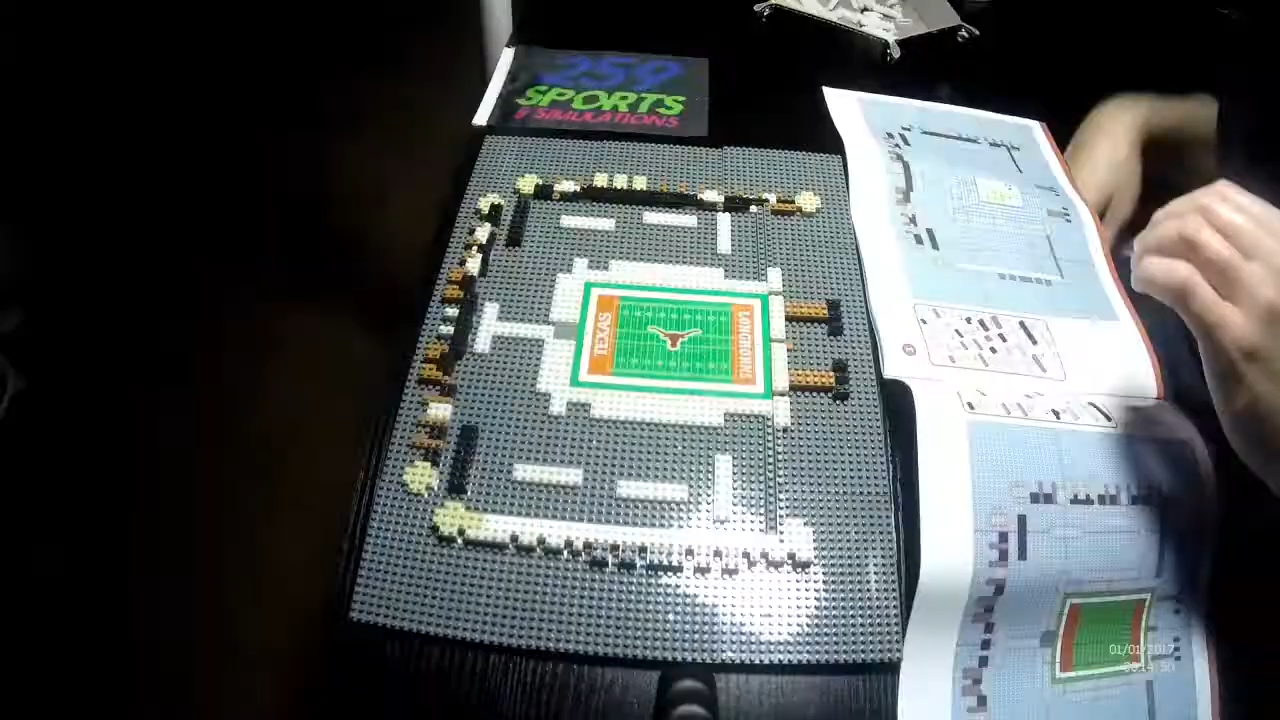 259
SPORTS
& SIMULATIONS
TEXAS
LONGHORNS
01/01/2017